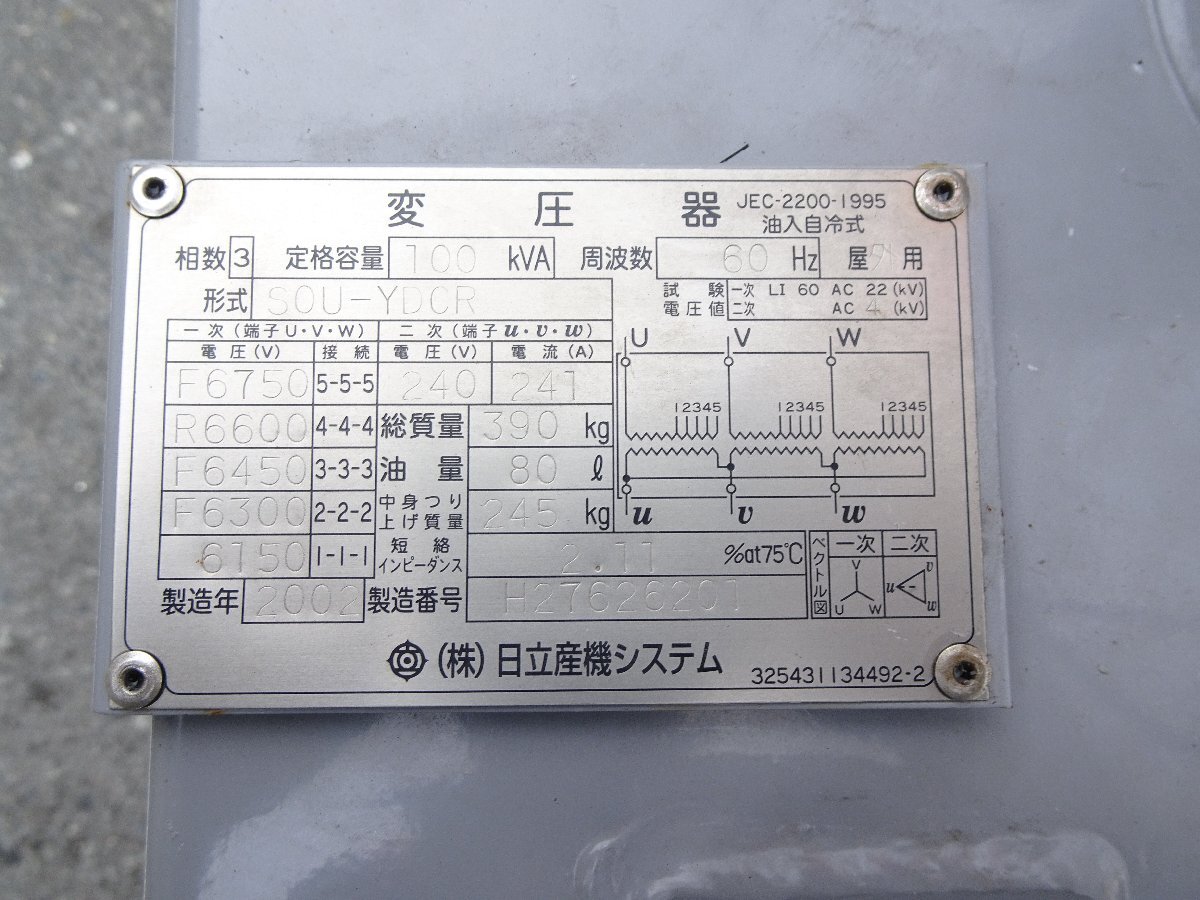 変圧器 JEC-2200-1995
油入自冷式
相数 3 定格容量 100 kVA 周波数 60 Hz 屋外用
形式 SOU-YDCR
試験電圧値 一次 LI 60 AC 22 (kV)
二次 AC 4 (kV)
一次 (端子U・V・W) 二次 (端子u・v・w)
電圧(V) 接続 電圧(V) 電流(A)
F6750 5-5-5 240 241
R6600 4-4-4 総質量 390 kg
F6450 3-3-3 油量 80 ℓ
F6300 2-2-2 中身つり上げ質量 245 kg
6150 1-1-1 短絡インピーダンス 2.11 %at75℃
製造年 2002 製造番号 H27626201
U V W
12345 12345 12345
u v w
ベクトル図 一次 二次
V
U W
u v w
(株)日立産機システム
325431134492-2